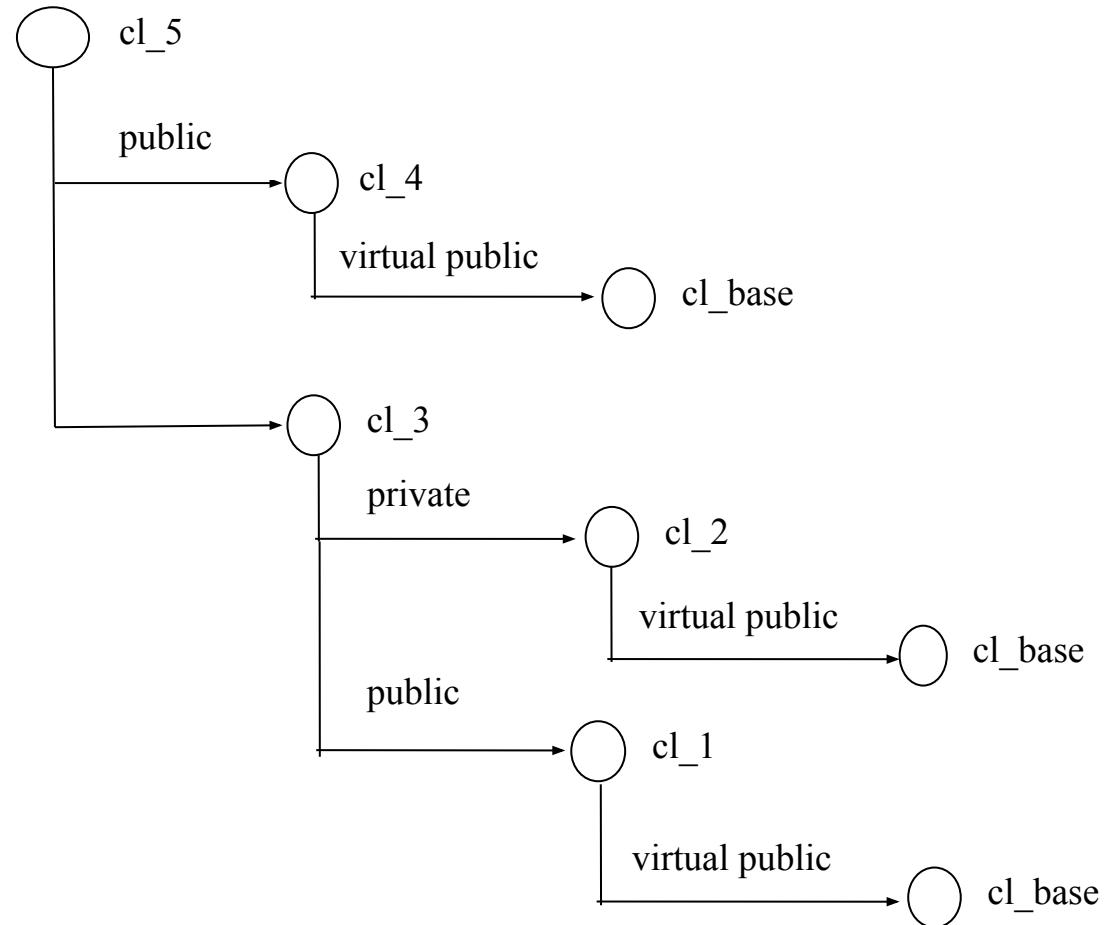 cl_5
public
cl_4
virtual public
cl_base
cl_3
private
cl_2
virtual public
cl_base
public
cl_1
virtual public
cl_base